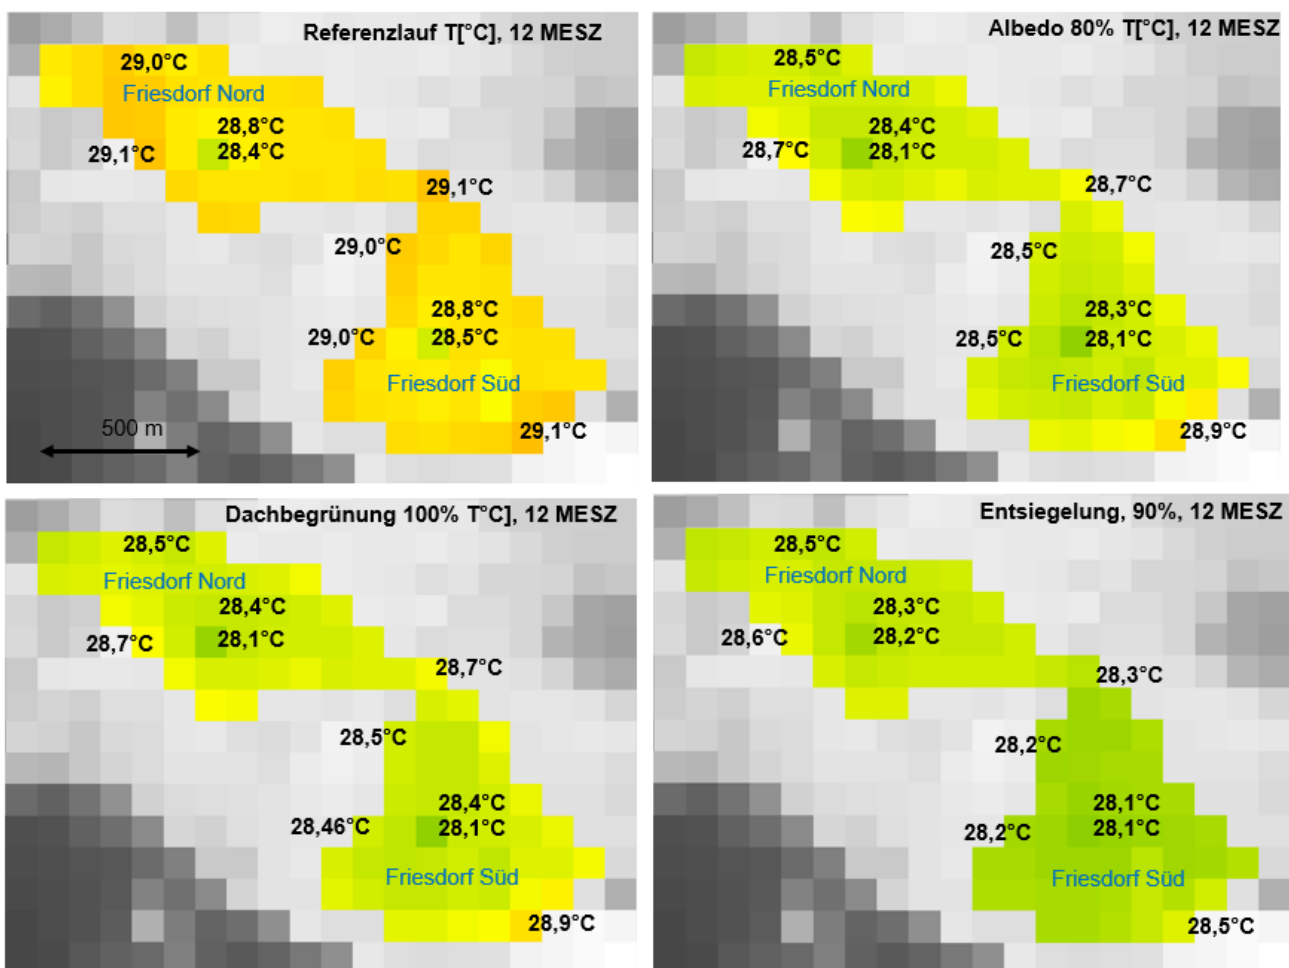 Referenzlauf T[°C], 12 MESZ
29,0°C
Friesdorf Nord
28,8°C
29,1°C
28,4°C
29,1°C
29,0°C
28,8°C
29,0°C
28,5°C
Friesdorf Süd
500 m
29,1°C
Albedo 80% T[°C], 12 MESZ
28,5°C
Friesdorf Nord
28,4°C
28,7°C
28,1°C
28,7°C
28,5°C
28,3°C
28,5°C
28,1°C
Friesdorf Süd
28,9°C
Dachbegrünung 100% T°C], 12 MESZ
28,5°C
Friesdorf Nord
28,4°C
28,7°C
28,1°C
28,7°C
28,5°C
28,4°C
28,46°C
28,1°C
Friesdorf Süd
28,9°C
Entsiegelung, 90%, 12 MESZ
28,5°C
Friesdorf Nord
28,3°C
28,6°C
28,2°C
28,3°C
28,2°C
28,1°C
28,2°C
28,1°C
Friesdorf Süd
28,5°C